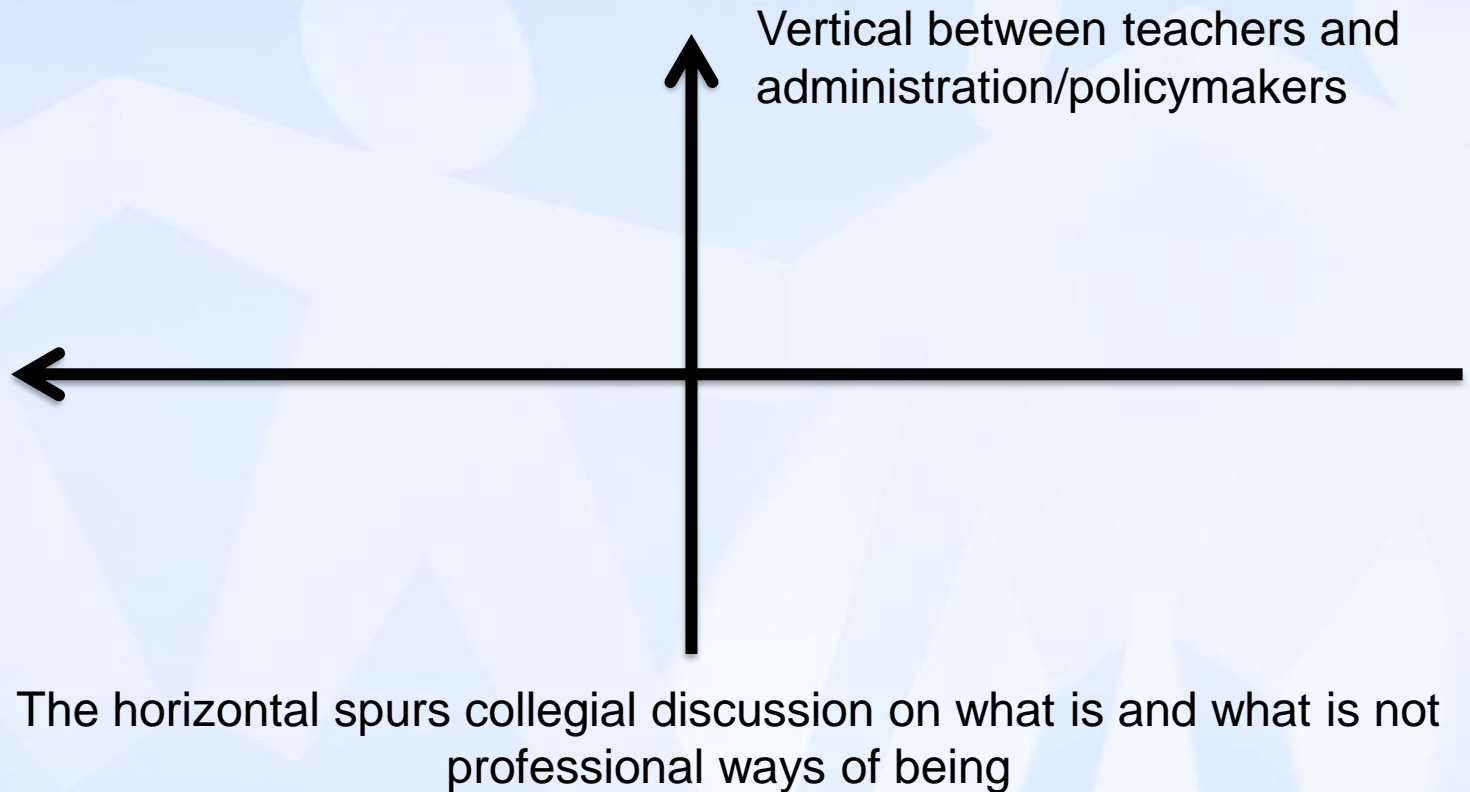 Vertical between teachers and
administration/policymakers
The horizontal spurs collegial discussion on what is and what is not
professional ways of being